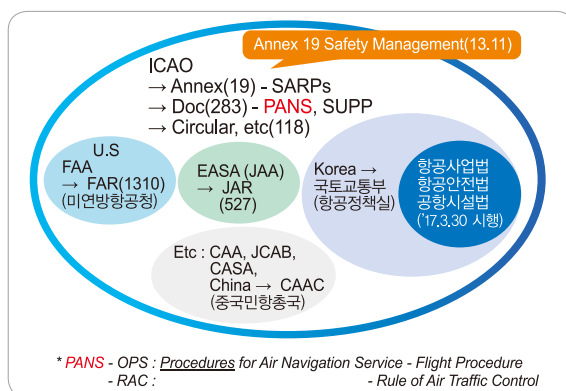 Annex 19 Safety Management(13.11)
ICAO
→ Annex(19) - SARPs
→ Doc(283) - PANS, SUPP
→ Circular, etc(118)
U.S
FAA
→ FAR(1310)
(미연방항공청)
EASA (JAA)
→ JAR
(527)
Korea →
국토교통부
(항공정책실)
항공사업법
항공안전법
공항시설법
('17.3.30 시행)
Etc : CAA, JCAB,
CASA,
China → CAAC
(중국민항총국)
* PANS - OPS : Procedures for Air Navigation Service - Flight Procedure
- RAC : - Rule of Air Traffic Control